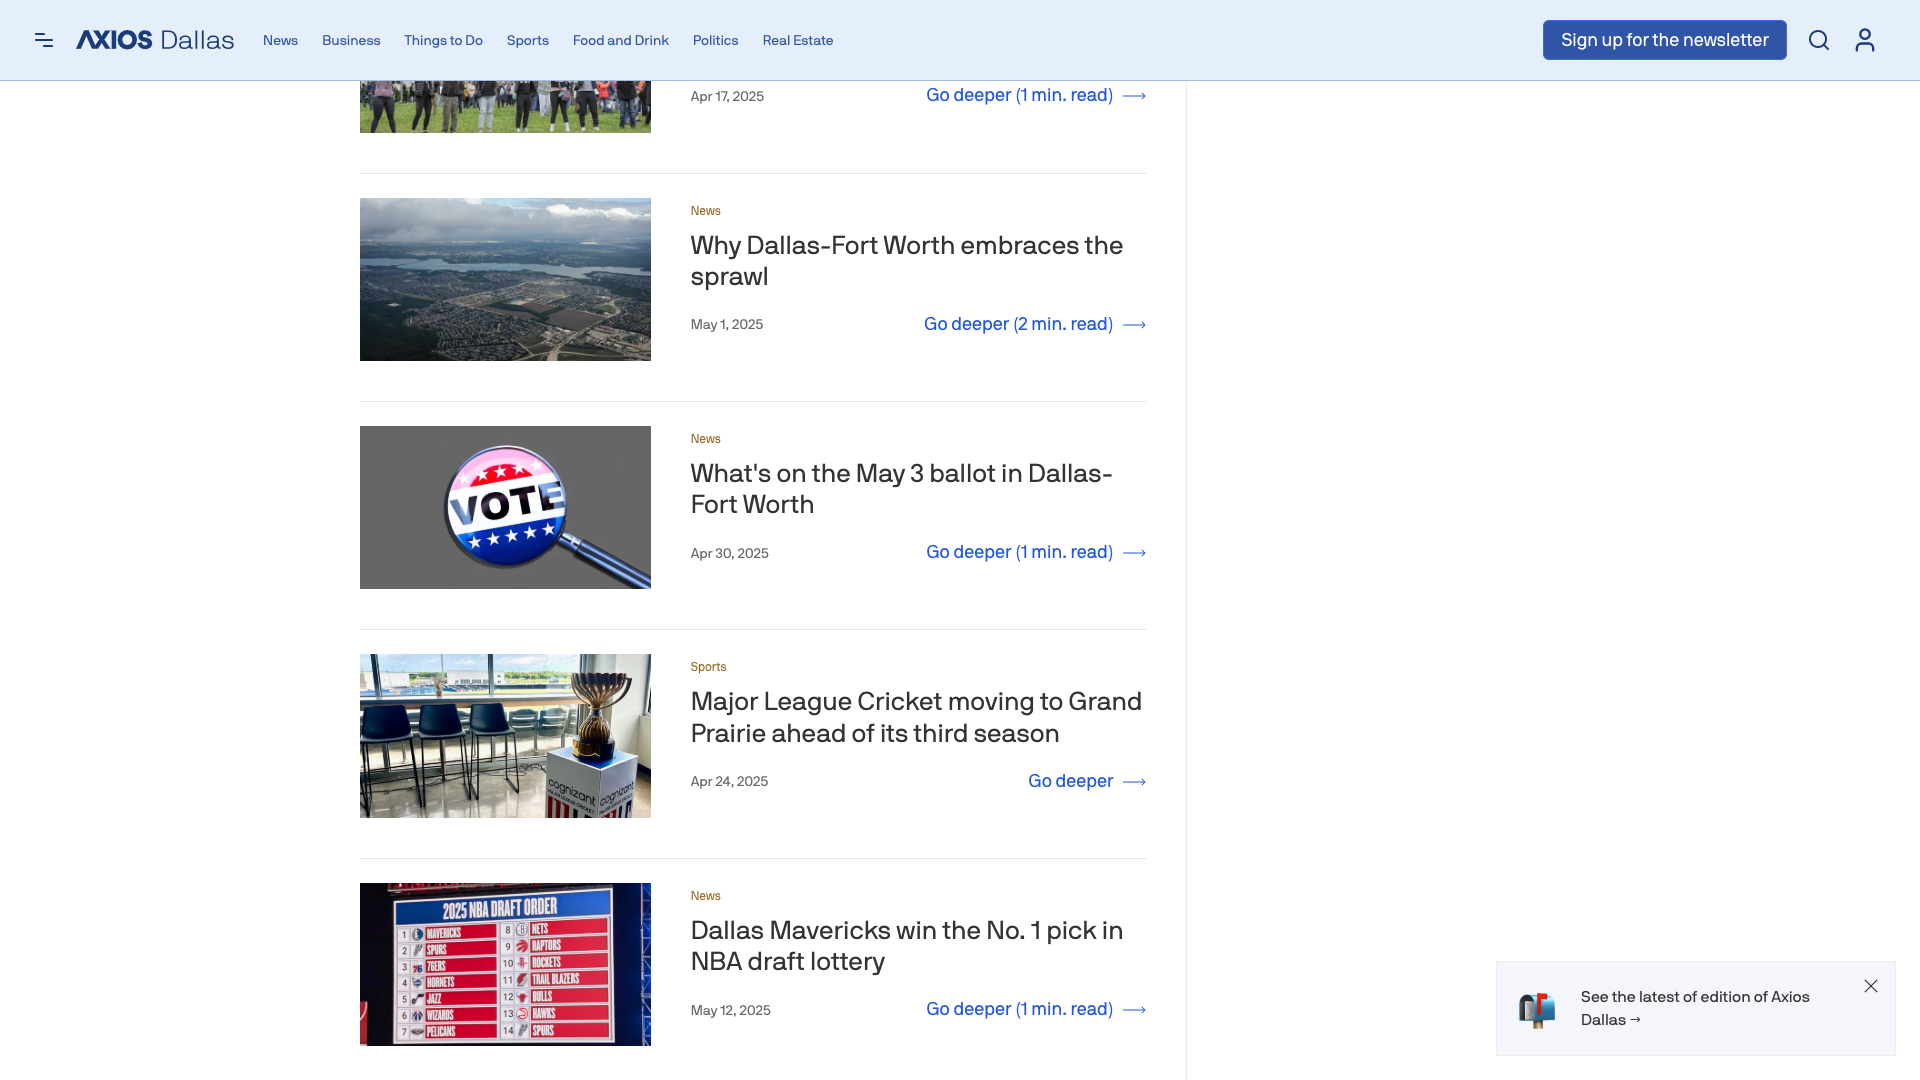 AXIOS Dallas
News
Business
Things to Do
Sports
Food and Drink
Politics
Real Estate
Sign up for the newsletter
Apr 17, 2025
Go deeper (1 min. read)
News
Why Dallas-Fort Worth embraces the
sprawl
May 1, 2025
Go deeper (2 min. read)
VOTE
News
What's on the May 3 ballot in Dallas-
Fort Worth
Apr 30, 2025
Go deeper (1 min. read)
cognizant
cognizant
Sports
Major League Cricket moving to Grand
Prairie ahead of its third season
Apr 24, 2025
Go deeper
2025 NBA DRAFT ORDER
1 MAVERICKS
2 SPURS
3 76ERS
4 HORNETS
5 JAZZ
6 WIZARDS
7 PELICANS
8 NETS
9 RAPTORS
10 ROCKETS
11 TRAIL BLAZERS
12 BULLS
13 HAWKS
14 SPURS
News
Dallas Mavericks win the No. 1 pick in
NBA draft lottery
May 12, 2025
Go deeper (1 min. read)
See the latest of edition of Axios
Dallas →